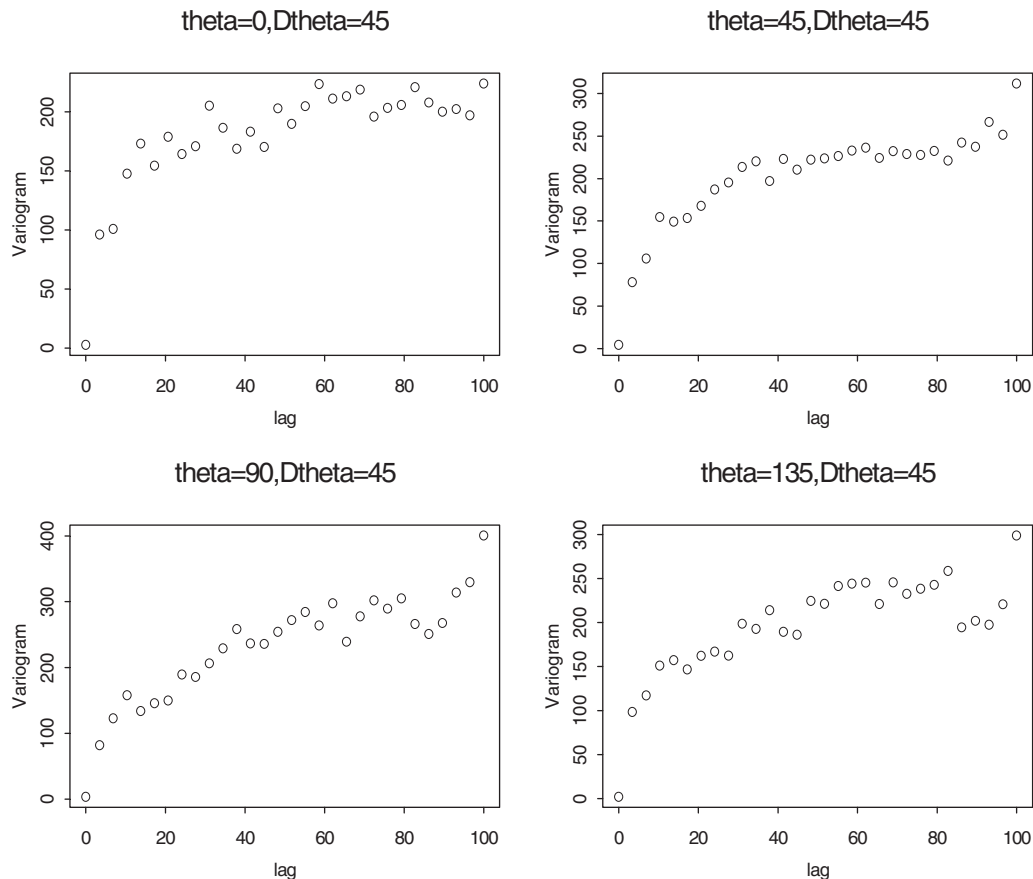 theta=0,Dtheta=45
Variogram
0 50 100 150 200
0 20 40 60 80 100
lag
theta=45,Dtheta=45
Variogram
0 50 100 150 200 250 300
0 20 40 60 80 100
lag
theta=90,Dtheta=45
Variogram
0 100 200 300 400
0 20 40 60 80 100
lag
theta=135,Dtheta=45
Variogram
0 50 100 150 200 250 300
0 20 40 60 80 100
lag